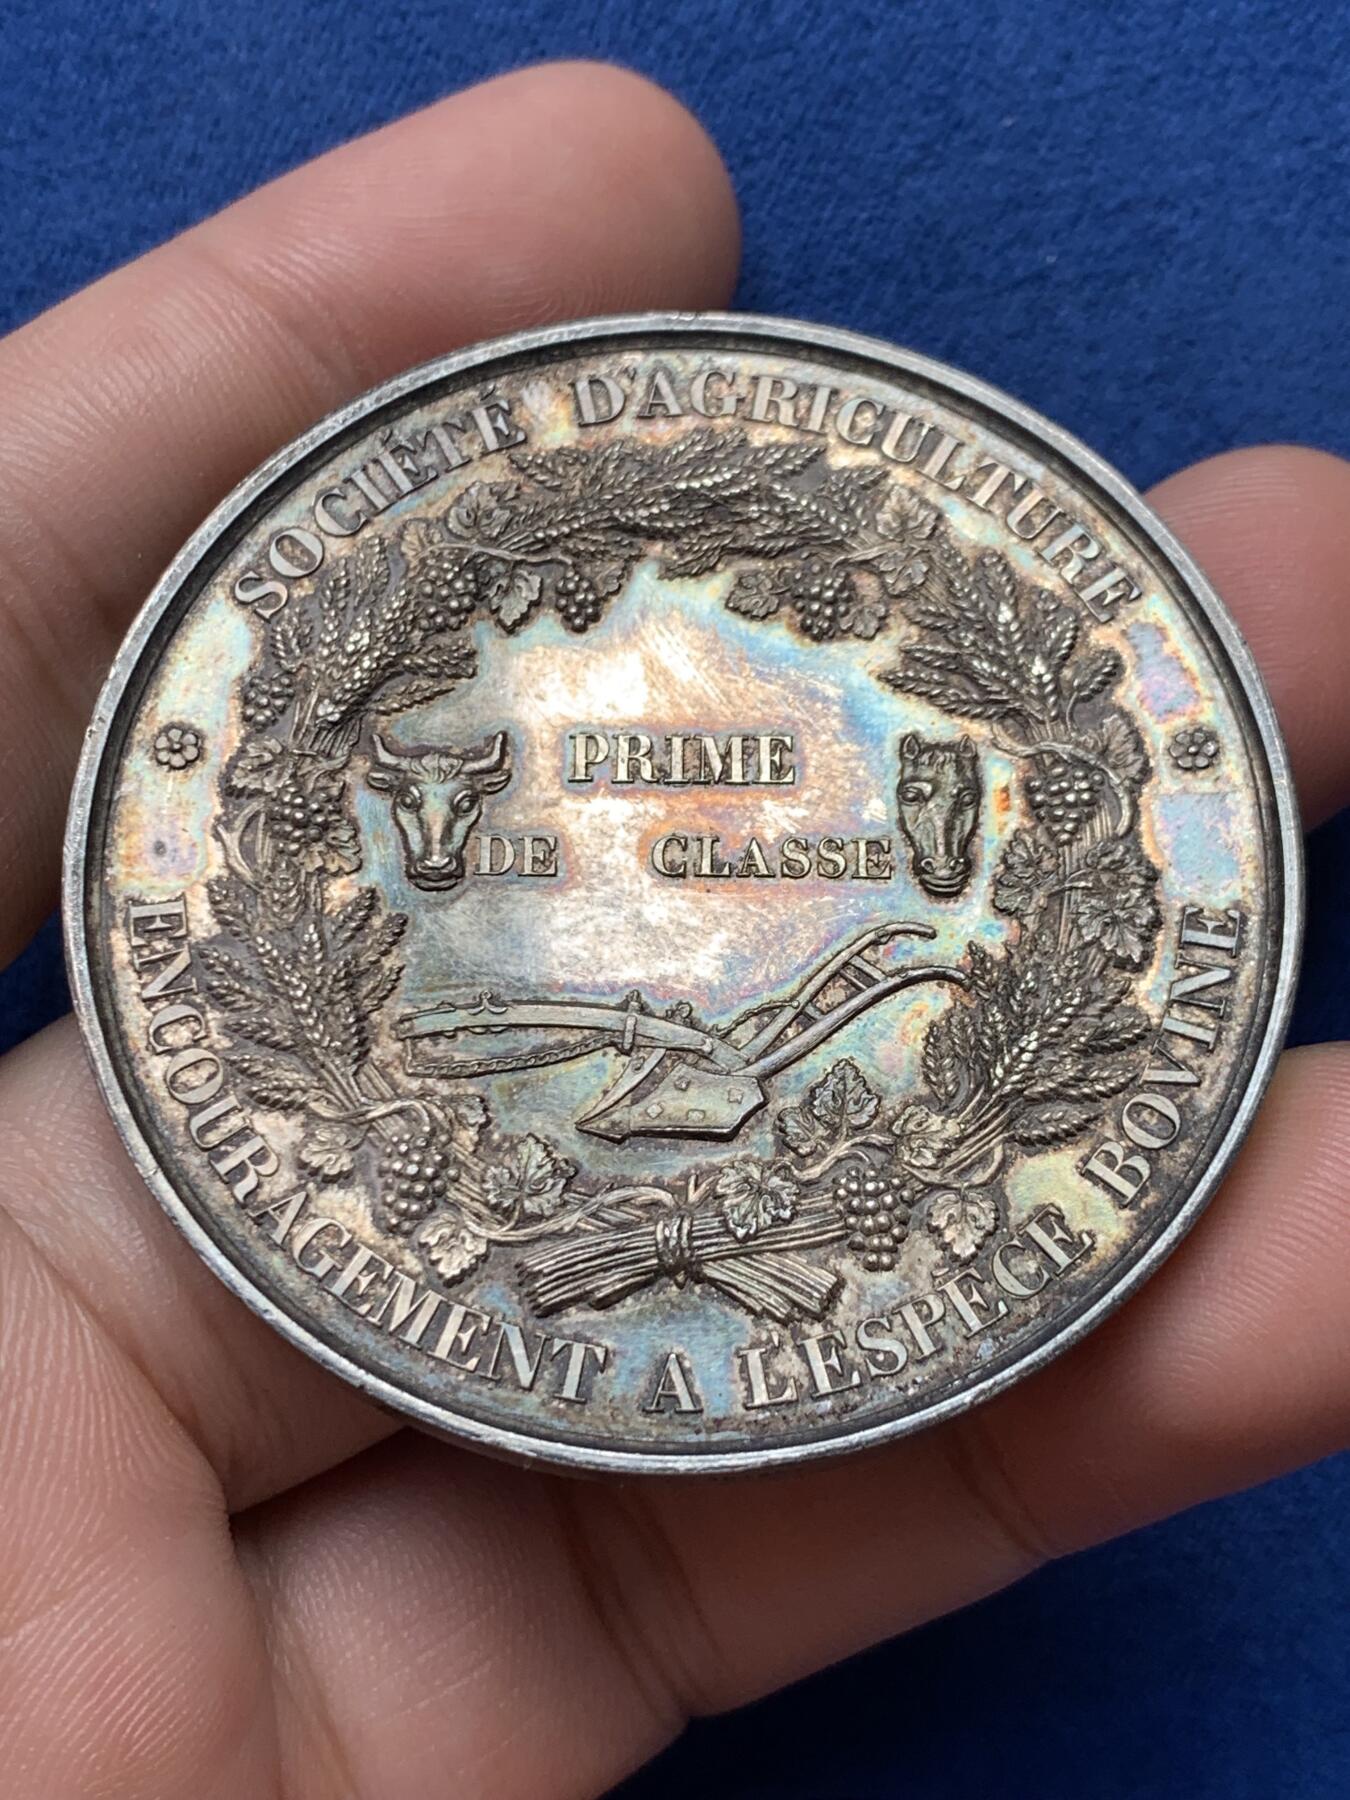 SOCIÉTÉ D'AGRICULTURE
PRIME
DE CLASSE
ENCOURAGEMENT A L'ESPÈCE BOVINE